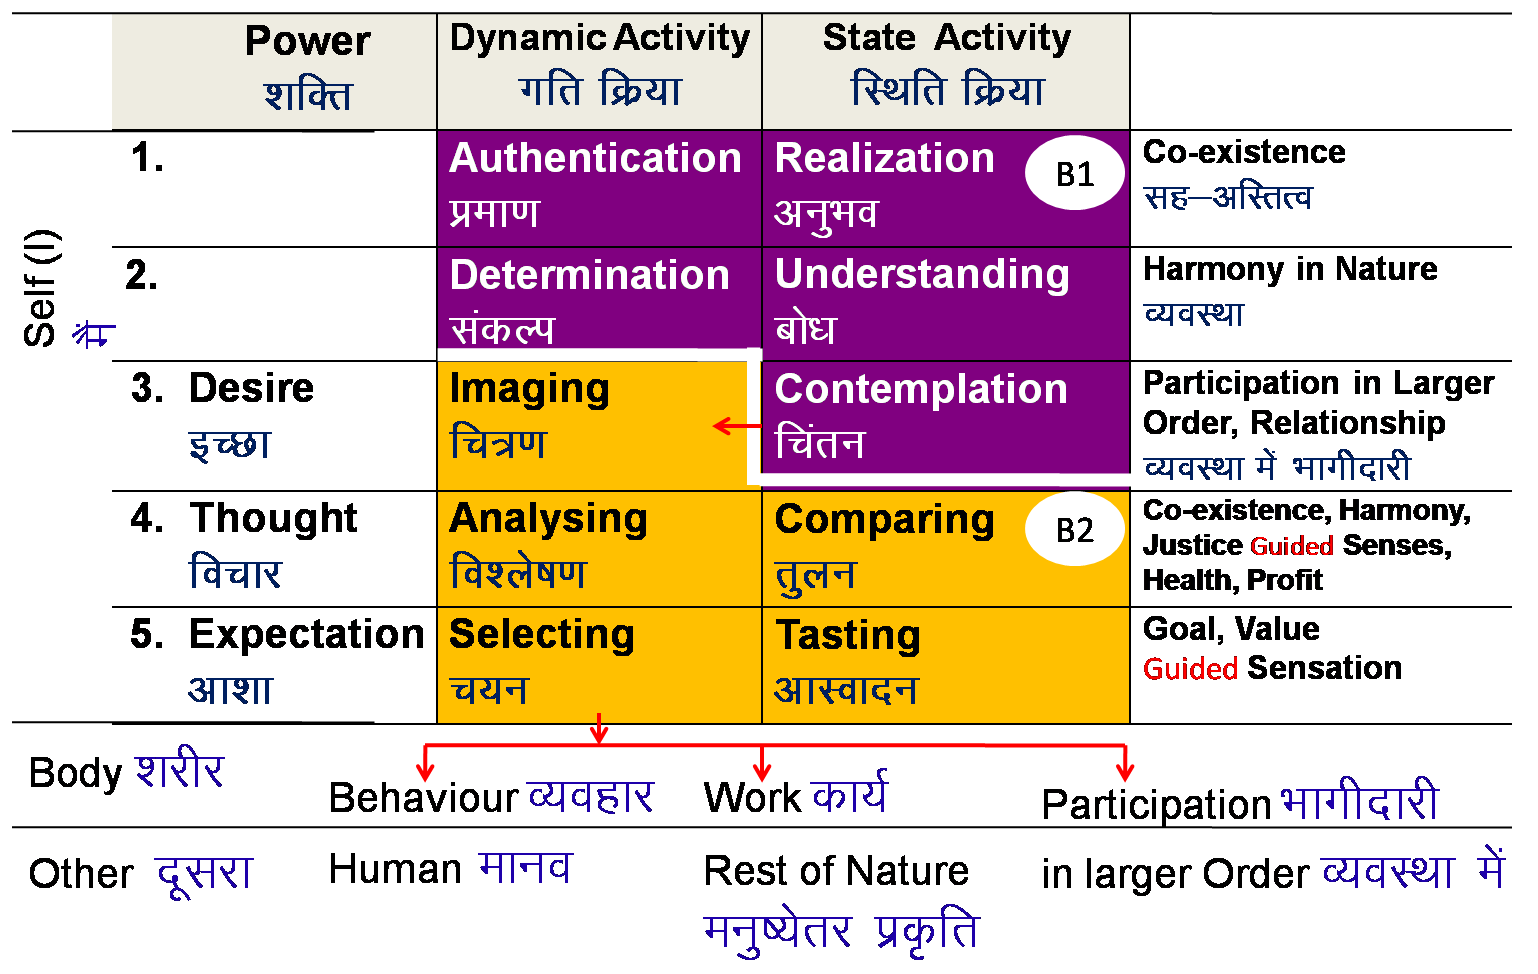 Power Dynamic Activity State Activity
शक्ति गति क्रिया स्थिति क्रिया
Self (I)
में
1. Authentication Realization B1 Co-existence
प्रमाण अनुभव सह–अस्तित्व
2. Determination Understanding Harmony in Nature
संकल्प बोध व्यवस्था
3. Desire Imaging Contemplation Participation in Larger
Order, Relationship
इच्छा चित्रण चिंतन व्यवस्था में भागीदारी
4. Thought Analysing Comparing B2 Co-existence, Harmony,
Justice Guided Senses,
विचार विश्लेषण तुलन Health, Profit
5. Expectation Selecting Tasting Goal, Value
आशा चयन आस्वादन Guided Sensation
Body शरीर
Behaviour व्यवहार Work कार्य Participation भागीदारी
Other दूसरा Human मानव Rest of Nature in larger Order व्यवस्था में
मनुष्येतर प्रकृति